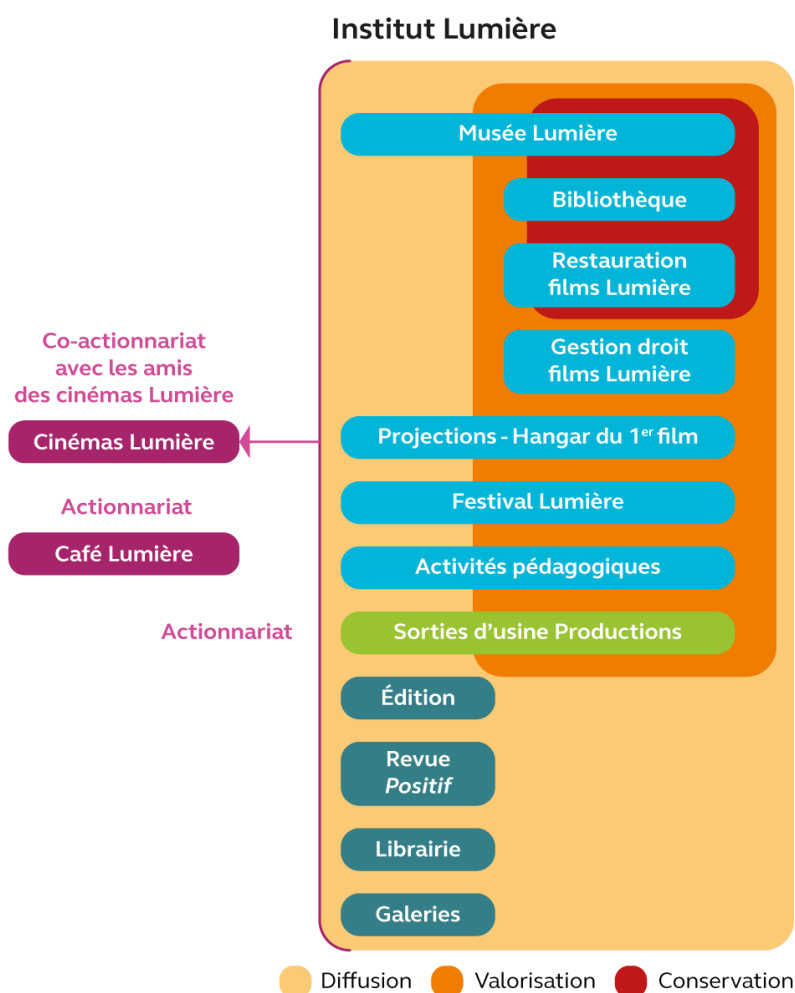 Institut Lumière
Musée Lumière
Bibliothèque
Restauration
films Lumière
Gestion droit
films Lumière
Co-actionnariat
avec les amis
des cinémas Lumière
Cinémas Lumière
Projections - Hangar du 1er film
Actionnariat
Festival Lumière
Café Lumière
Activités pédagogiques
Actionnariat
Sorties d'usine Productions
Édition
Revue
Positif
Librairie
Galeries
Diffusion
Valorisation
Conservation